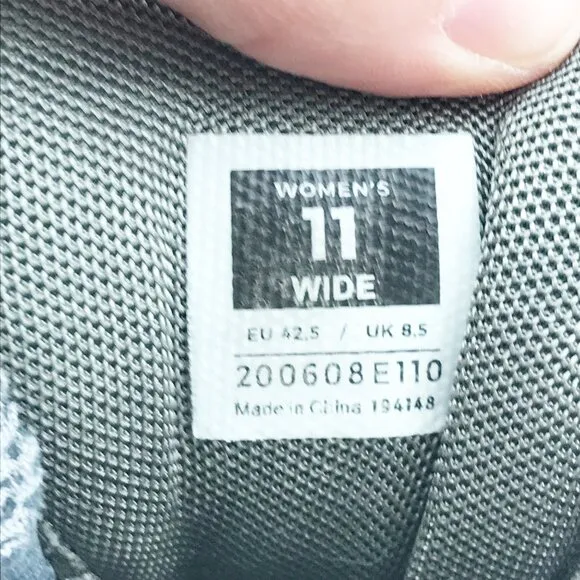 WOMEN'S
11
WIDE
EU 42.5 / UK 8.5
200608E110
Made in China 194148